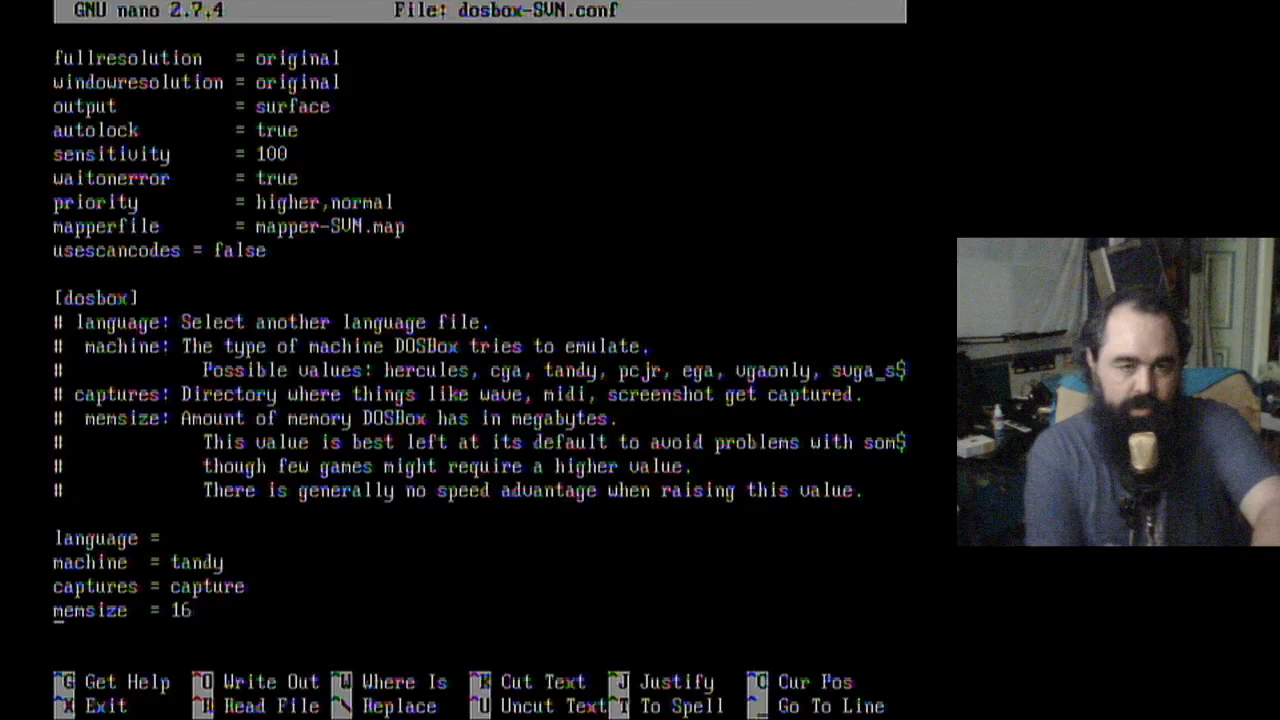 GNU nano 2.7.4 File: dosbox-SVN.conf
fullresolution = original
windowresolution = original
output = surface
autolock = true
sensitivity = 100
waitonerror = true
priority = higher,normal
mapperfile = mapper-SVN.map
usescancodes = false
[dosbox]
# language: Select another language file.
# machine: The type of machine DOSBox tries to emulate.
# Possible values: hercules, cga, tandy, pcjr, ega, vgaonly, svga_s$
# captures: Directory where things like wave, midi, screenshot get captured.
# memsize: Amount of memory DOSBox has in megabytes.
# This value is best left at its default to avoid problems with som$
# though few games might require a higher value.
# There is generally no speed advantage when raising this value.
language =
machine = tandy
captures = capture
memsize = 16
^G Get Help ^O Write Out ^W Where Is ^K Cut Text ^J Justify ^C Cur Pos
^X Exit ^R Read File ^\ Replace ^U Uncut Text ^T To Spell ^_ Go To Line